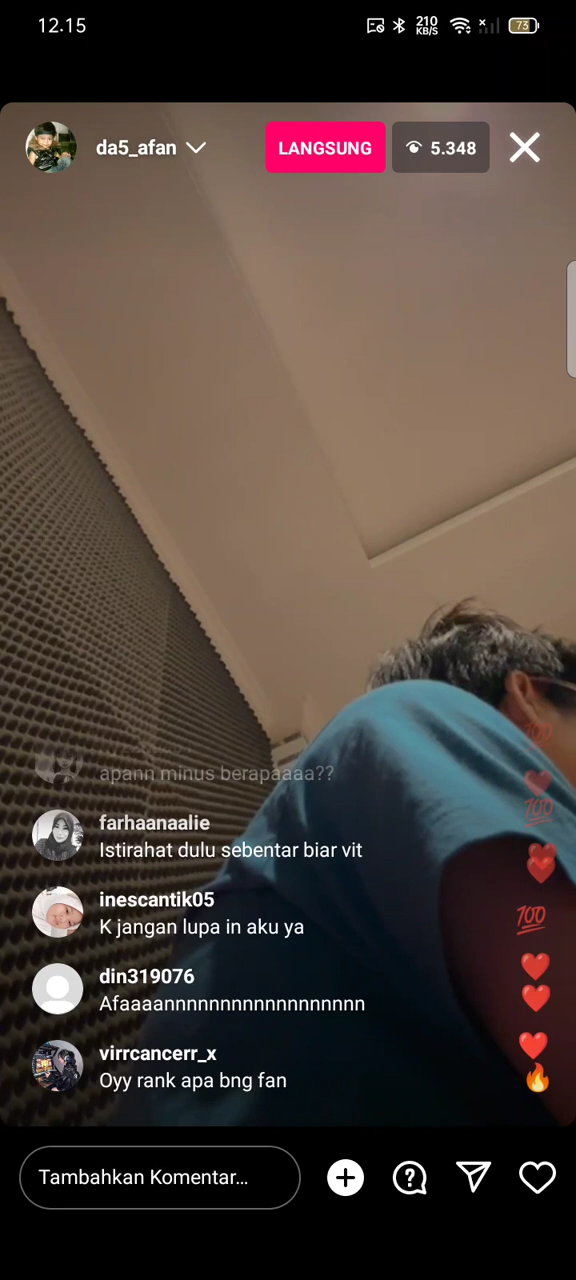 12.15
210
KB/S
73
da5_afan
LANGSUNG
5.348
apann minus berapaaaa??
farhaanaalie
Istirahat dulu sebentar biar vit
inescantik05
K jangan lupa in aku ya
din319076
Afaaaannnnnnnnnnnnnnnnnnn
virrcancerr_x
Oyy rank apa bng fan
Tambahkan Komentar...